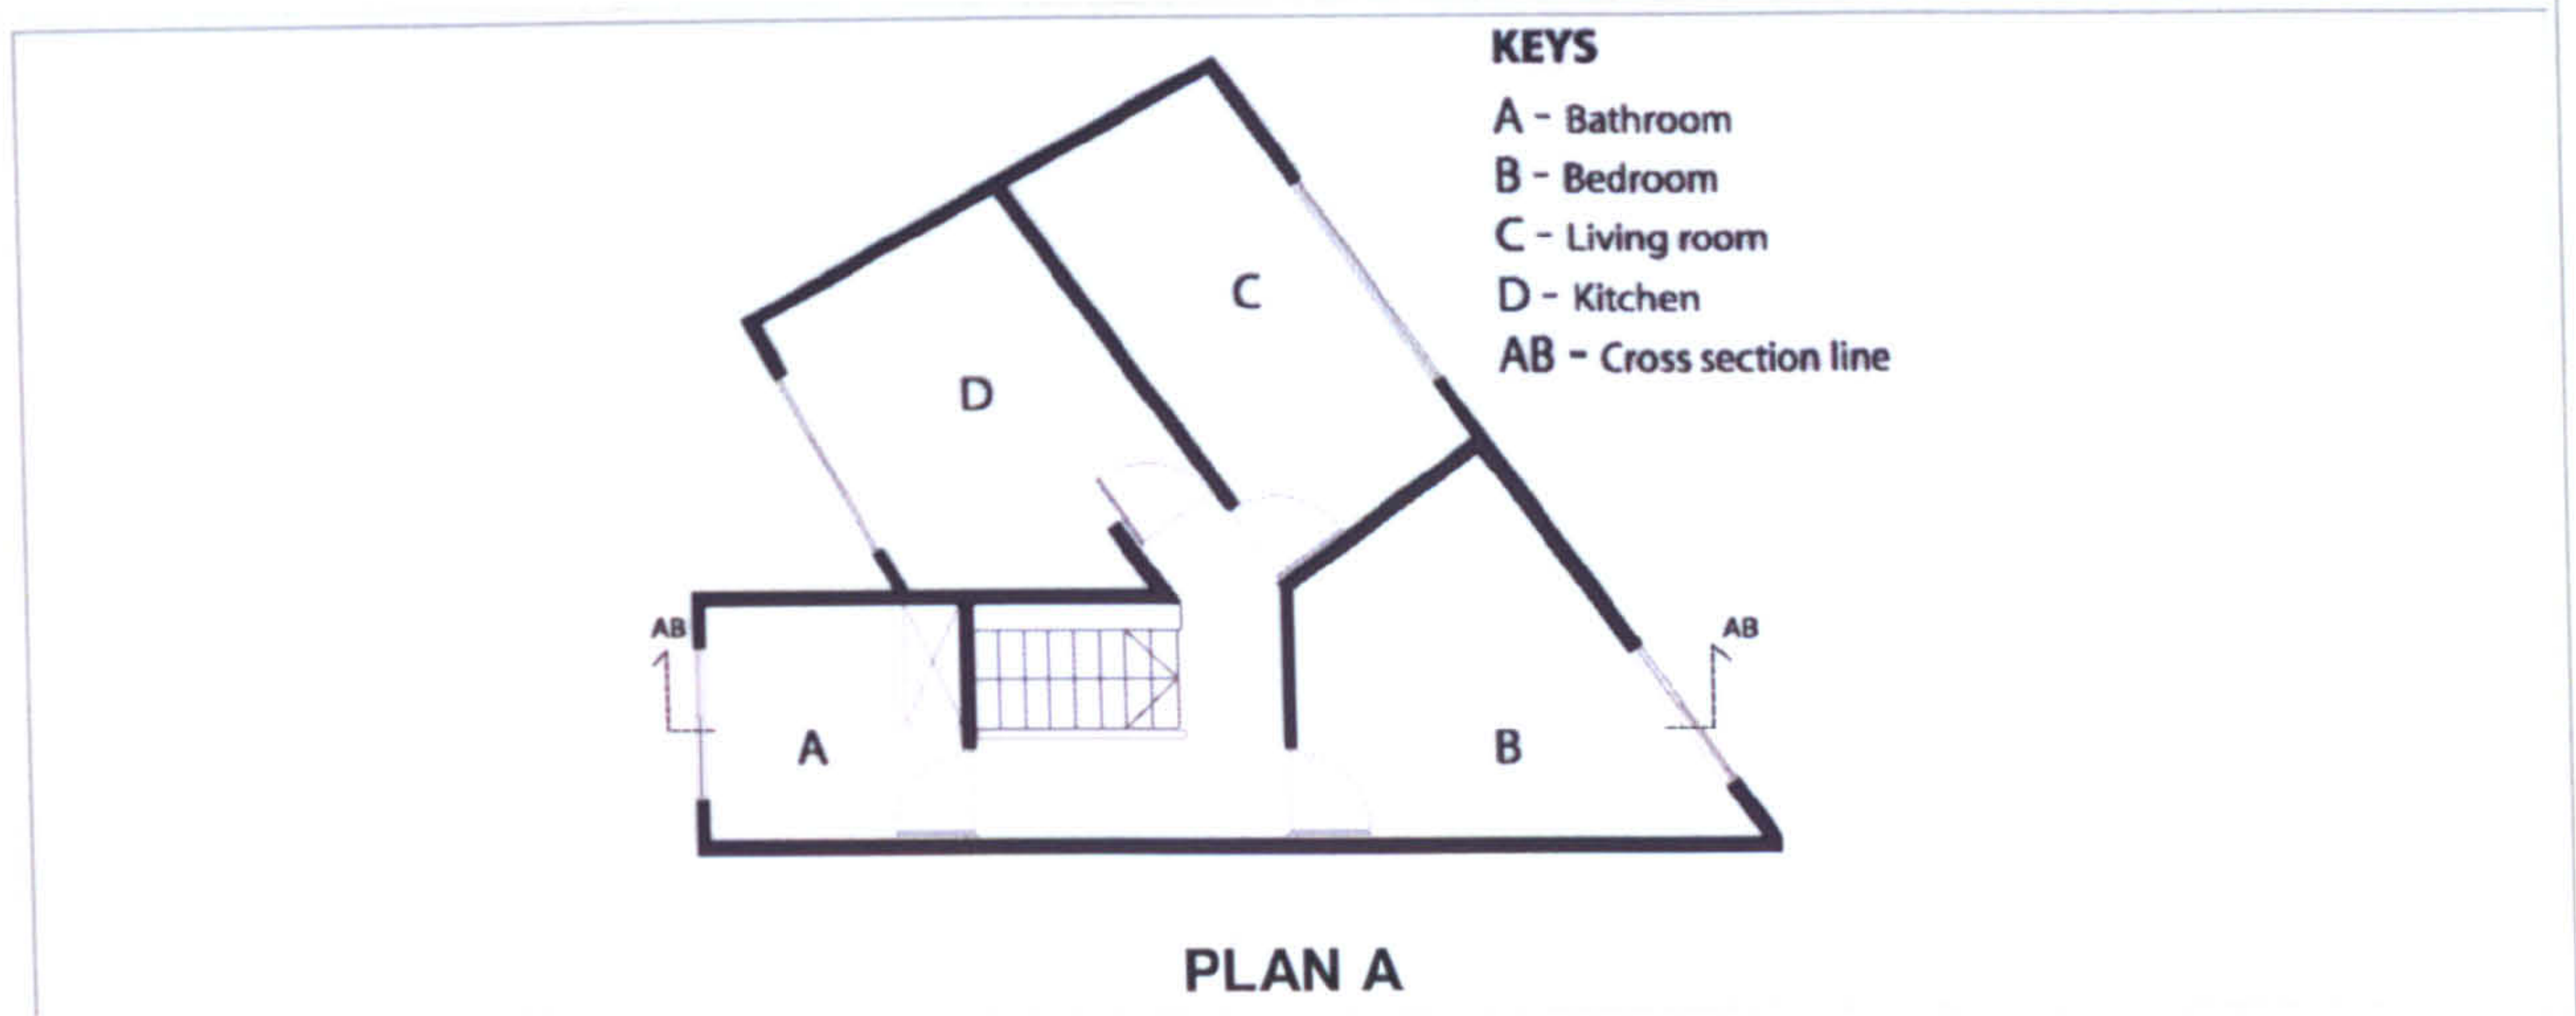 KEYS
A - Bathroom
B - Bedroom
C - Living room
D - Kitchen
AB - Cross section line
C
D
AB
AB
A
B
PLAN A